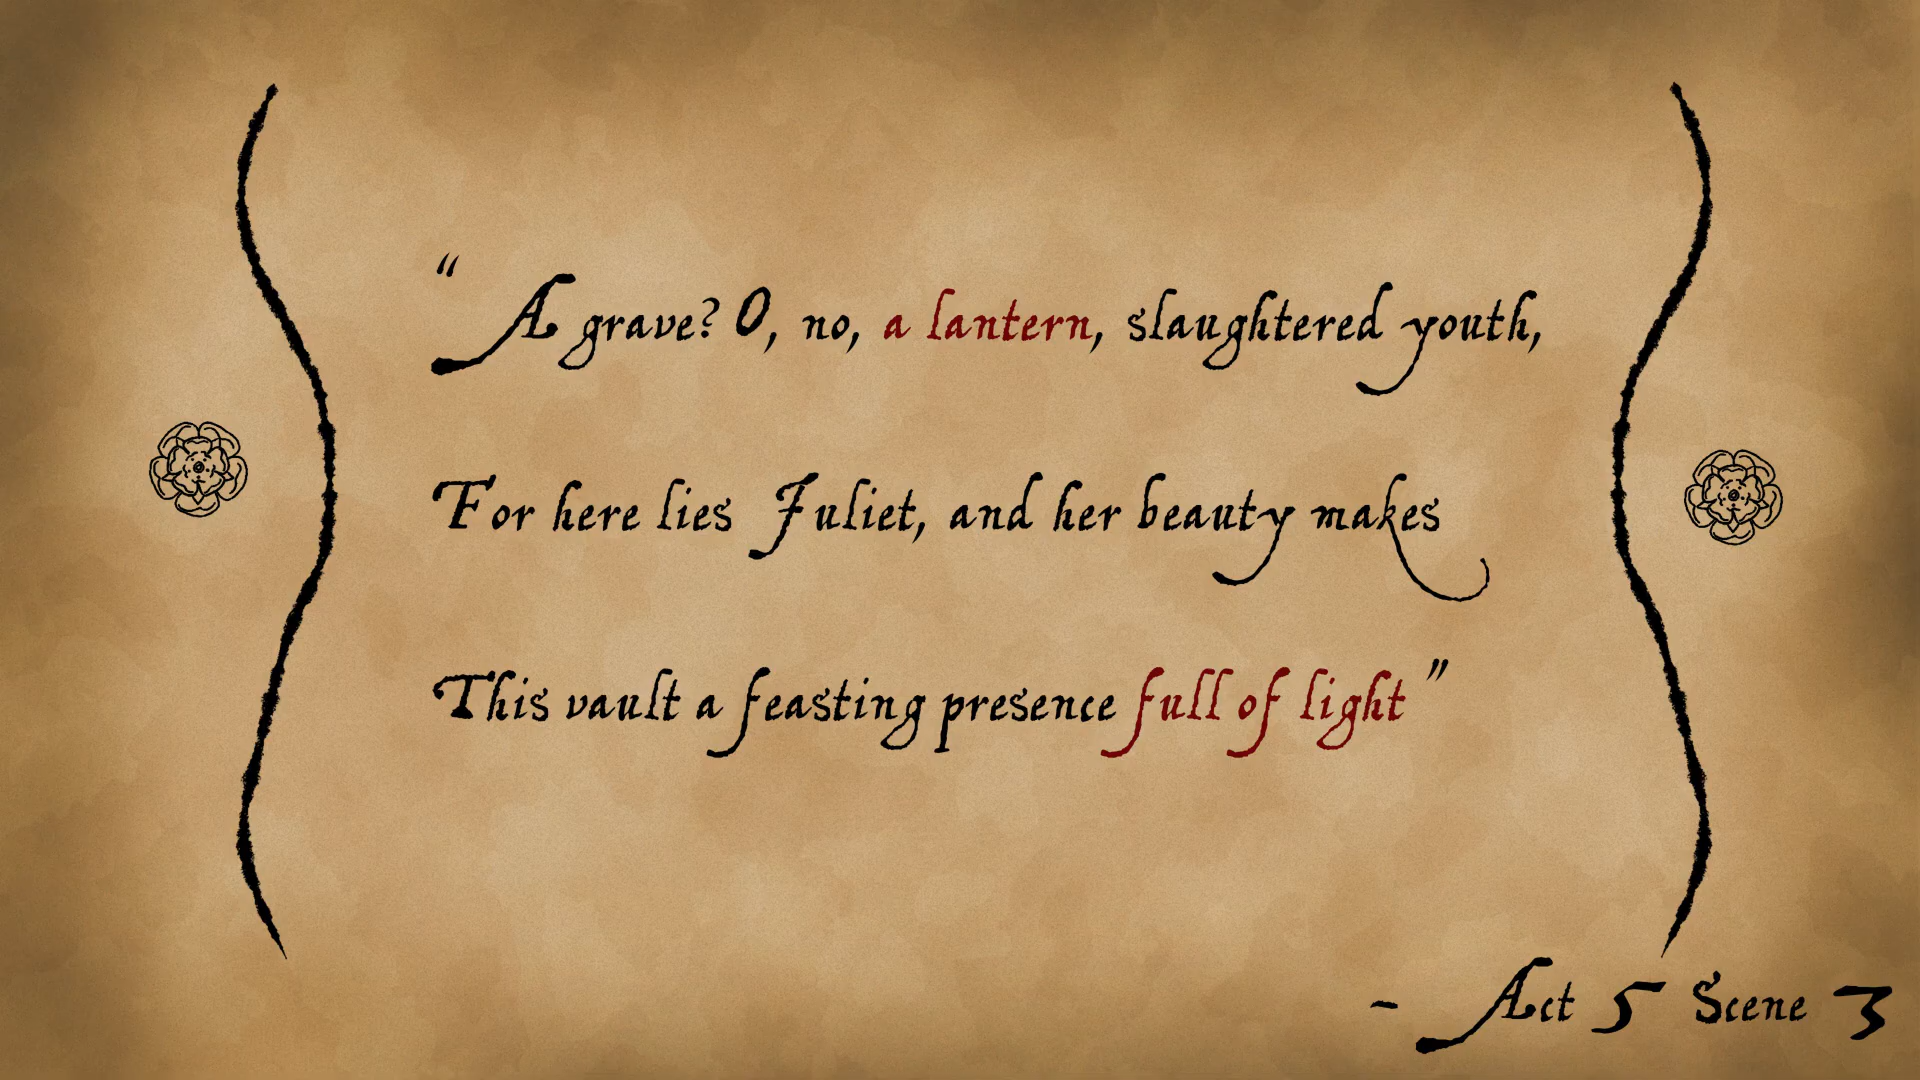 “ A grave? O, no, a lantern, slaughtered youth,
For here lies Juliet, and her beauty makes
This vault a feasting presence full of light ”
- Act 5 Scene 3